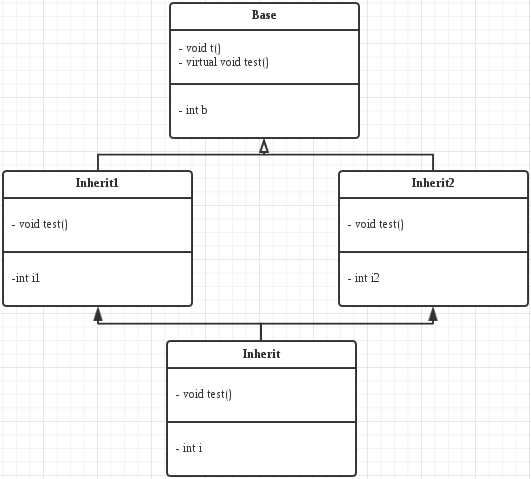 Base
- void t()
- virtual void test()
- int b
Inherit1
- void test()
-int i1
Inherit2
- void test()
- int i2
Inherit
- void test()
- int i